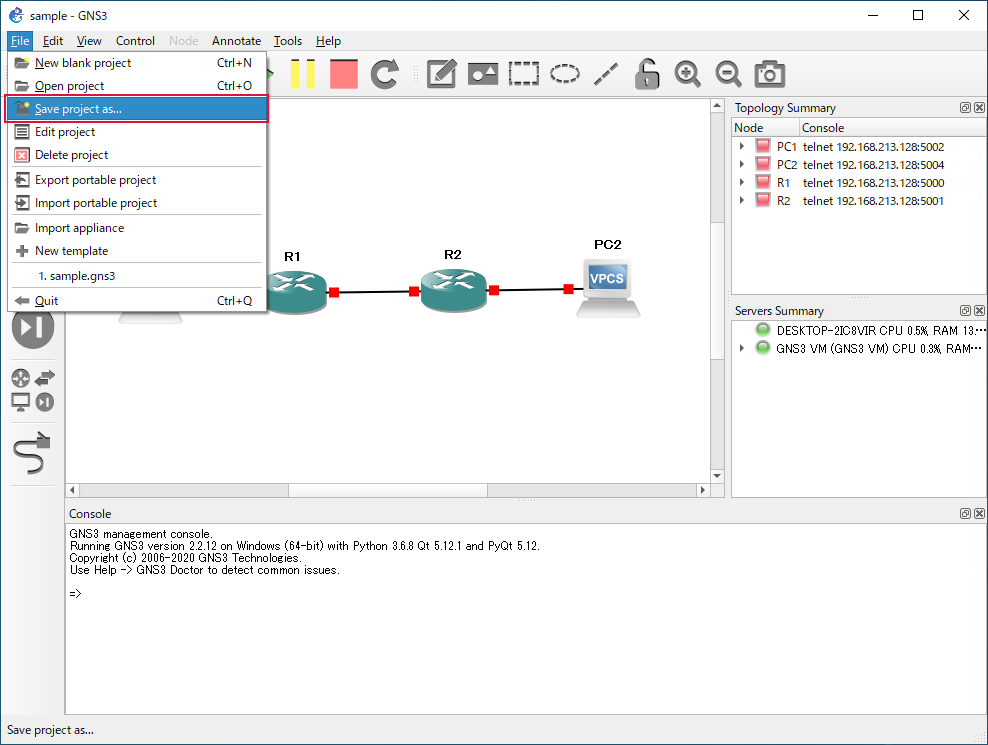 sample - GNS3
File Edit View Control Node Annotate Tools Help
New blank project Ctrl+N
Open project Ctrl+O
Save project as...
Edit project
Delete project
Export portable project
Import portable project
Import appliance
New template
1. sample.gns3
Quit Ctrl+Q
R1
R2
PC2
VPCS
Topology Summary
Node Console
PC1 telnet 192.168.213.128:5002
PC2 telnet 192.168.213.128:5004
R1 telnet 192.168.213.128:5000
R2 telnet 192.168.213.128:5001
Servers Summary
DESKTOP-2IC8VIR CPU 0.5%, RAM 13.…
GNS3 VM (GNS3 VM) CPU 0.3%, RAM…
Console
GNS3 management console.
Running GNS3 version 2.2.12 on Windows (64-bit) with Python 3.6.8 Qt 5.12.1 and PyQt 5.12.
Copyright (c) 2006-2020 GNS3 Technologies.
Use Help -> GNS3 Doctor to detect common issues.
=>
Save project as...